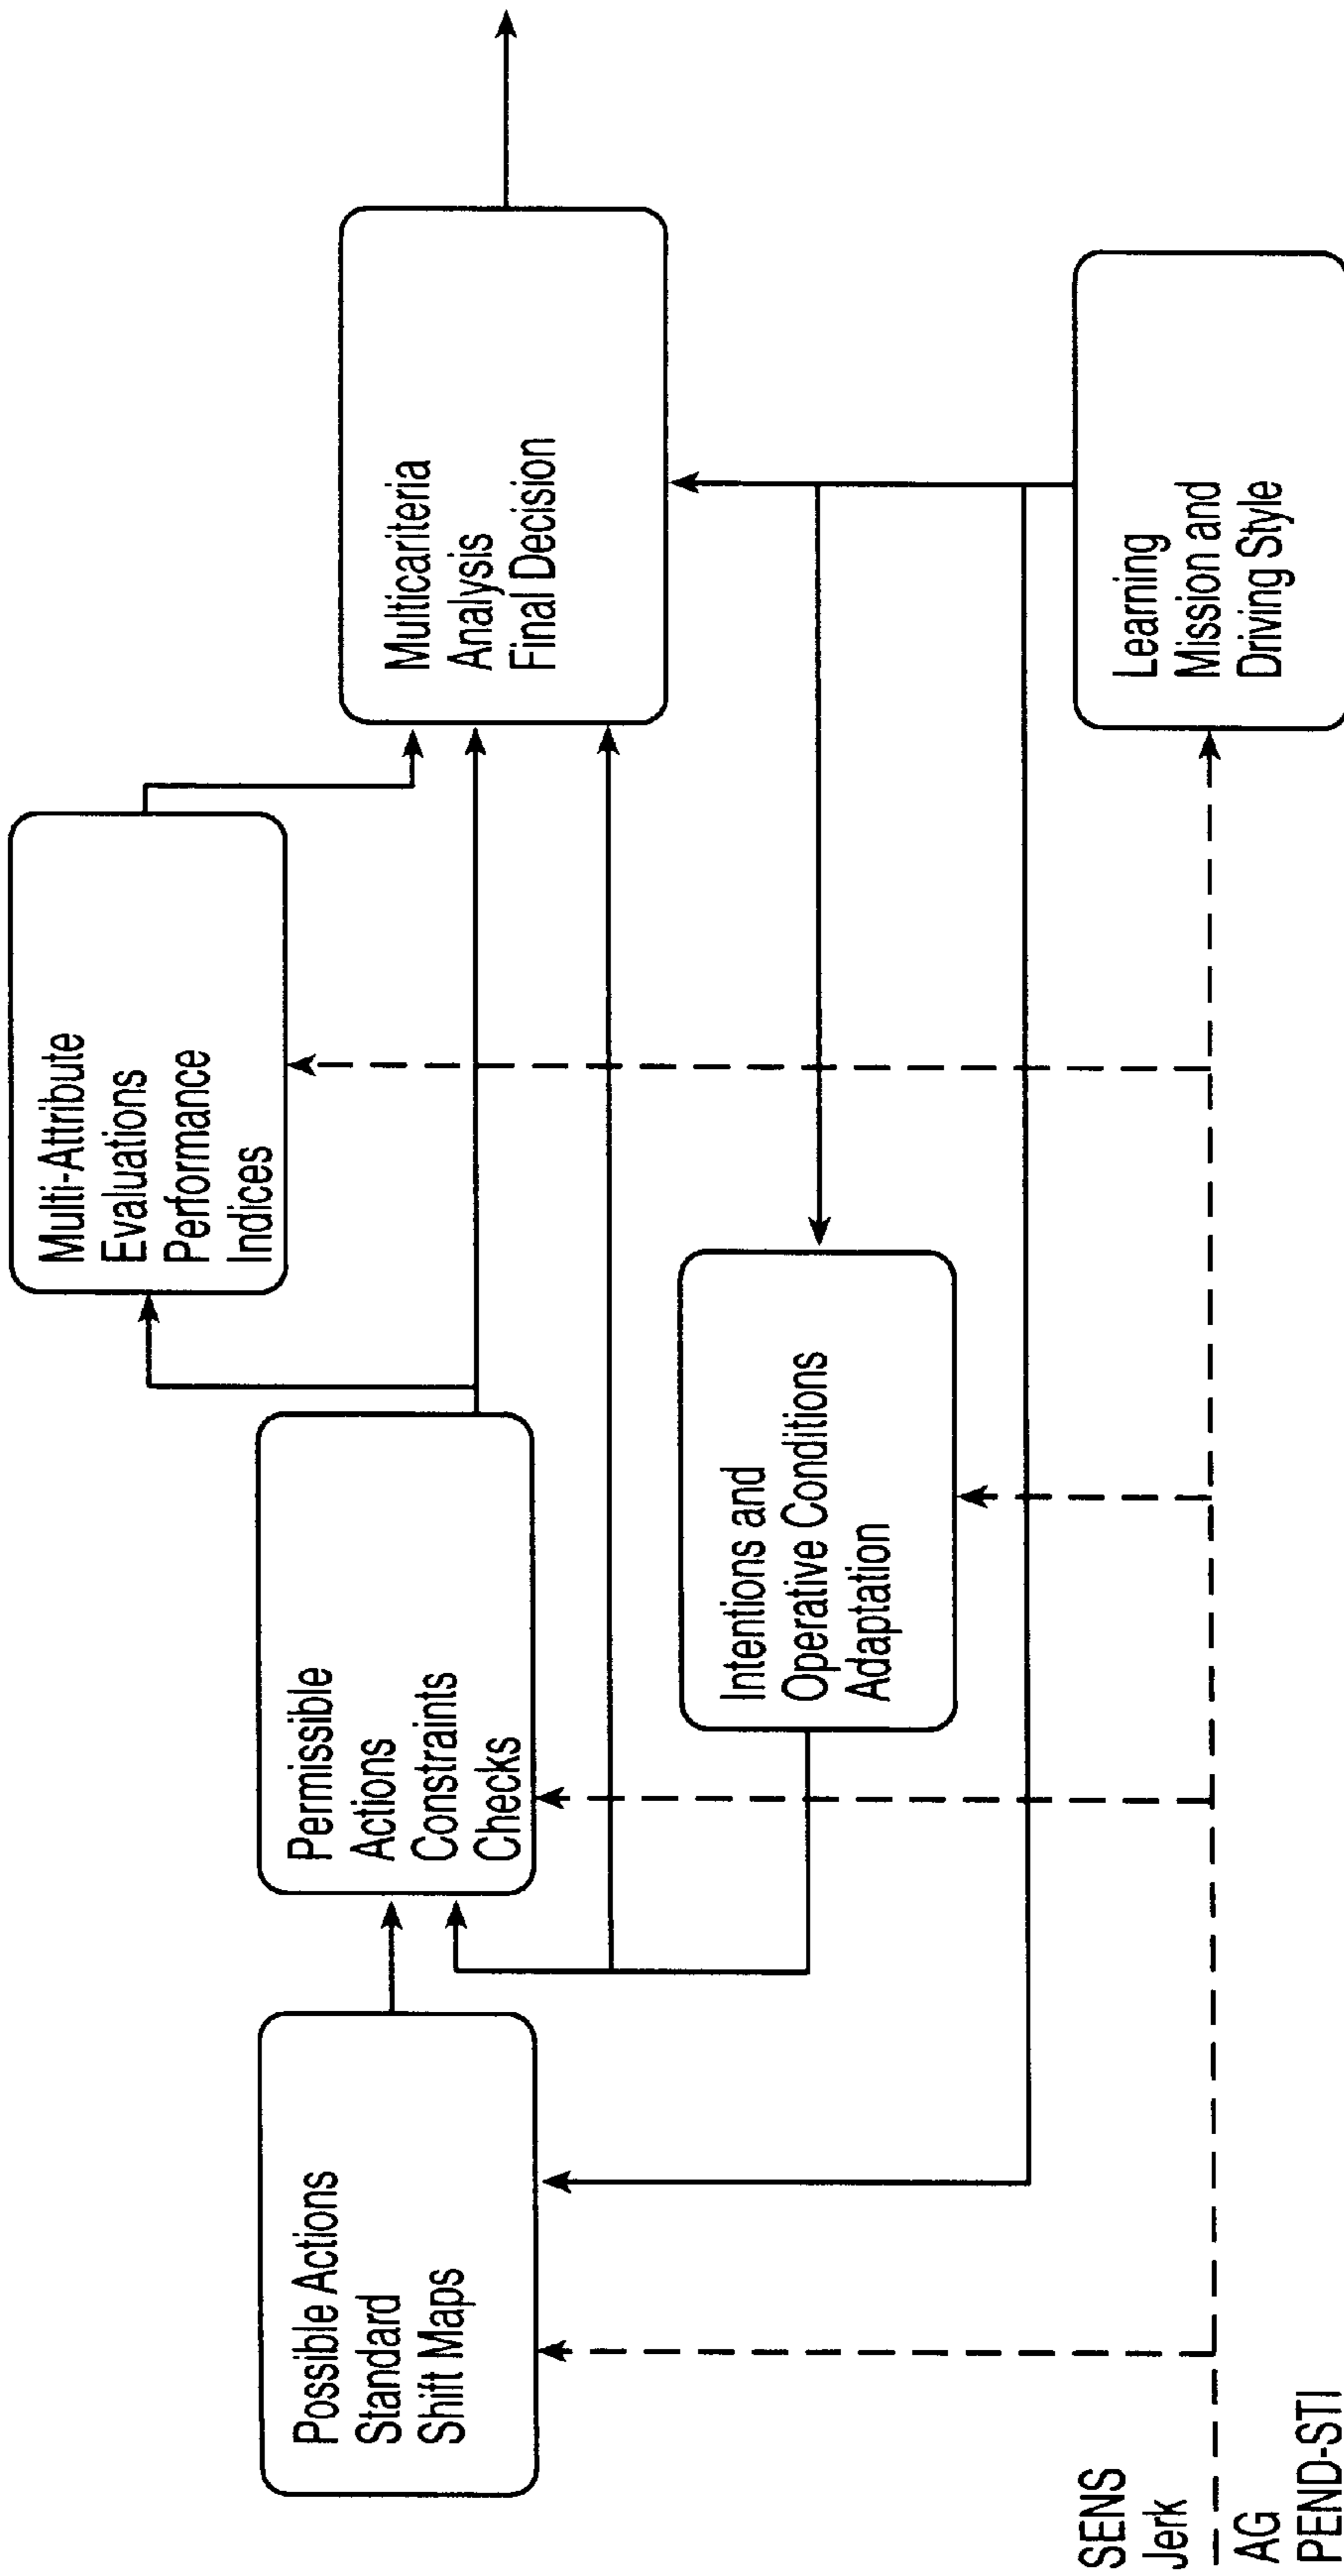 Possible Actions
Standard
Shift Maps
Permissible
Actions
Constraints
Checks
Multi-Attribute
Evaluations
Performance
Indices
Multicariteria
Analysis
Final Decision
Intentions and
Operative Conditions
Adaptation
Learning
Mission and
Driving Style
SENS
Jerk
AG
PEND-STI